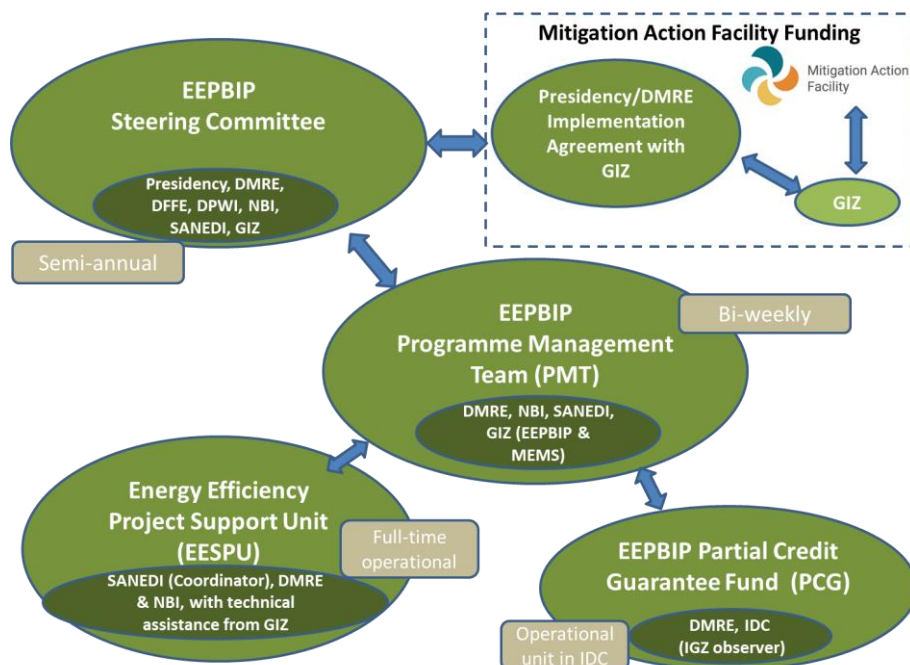 Mitigation Action Facility Funding
Mitigation Action
Facility
EEPBIP
Steering Committee
Presidency, DMRE,
DFFE, DPWI, NBI,
SANEDI, GIZ
Semi-annual
Presidency/DMRE
Implementation
Agreement with
GIZ
GIZ
EEPBIP
Programme Management
Team (PMT)
DMRE, NBI, SANEDI,
GIZ (EEPBIP &
MEMS)
Bi-weekly
Energy Efficiency
Project Support Unit
(EESPU)
SANEDI (Coordinator), DMRE
& NBI, with technical
assistance from GIZ
Full-time
operational
EEPBIP Partial Credit
Guarantee Fund (PCG)
DMRE, IDC
(IGZ observer)
Operational
unit in IDC